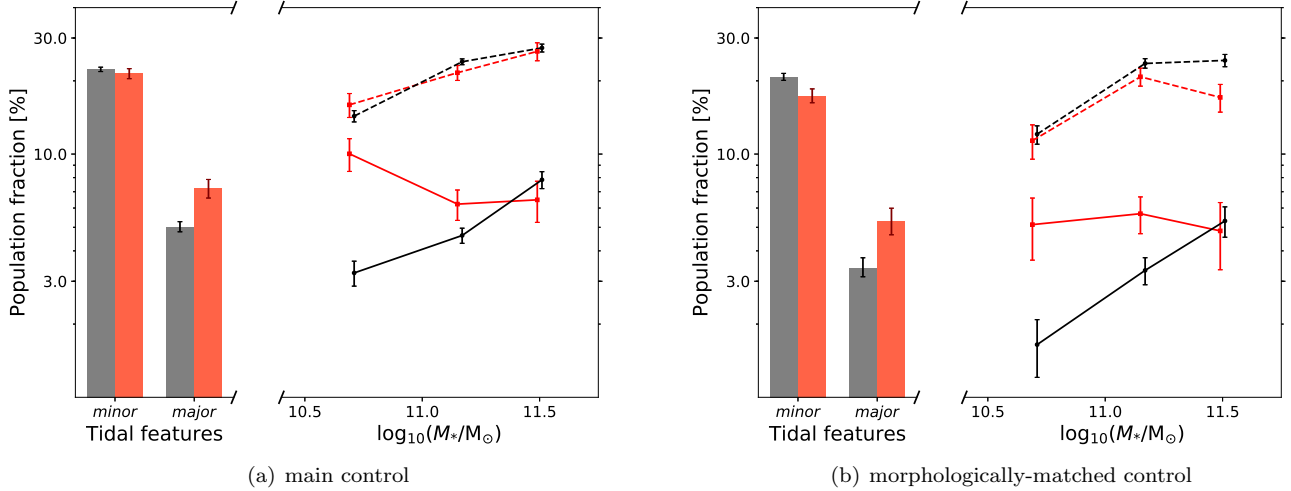 Population fraction [%]
30.0
10.0
3.0
minor major
Tidal features
10.5 11.0 11.5
log10(M*/M⊙)
(a) main control
Population fraction [%]
30.0
10.0
3.0
minor major
Tidal features
10.5 11.0 11.5
log10(M*/M⊙)
(b) morphologically-matched control